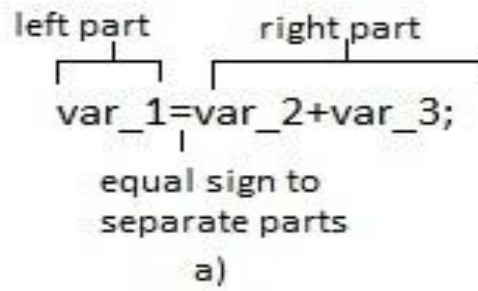 left part
right part
var_1=var_2+var_3;
equal sign to
separate parts
a)